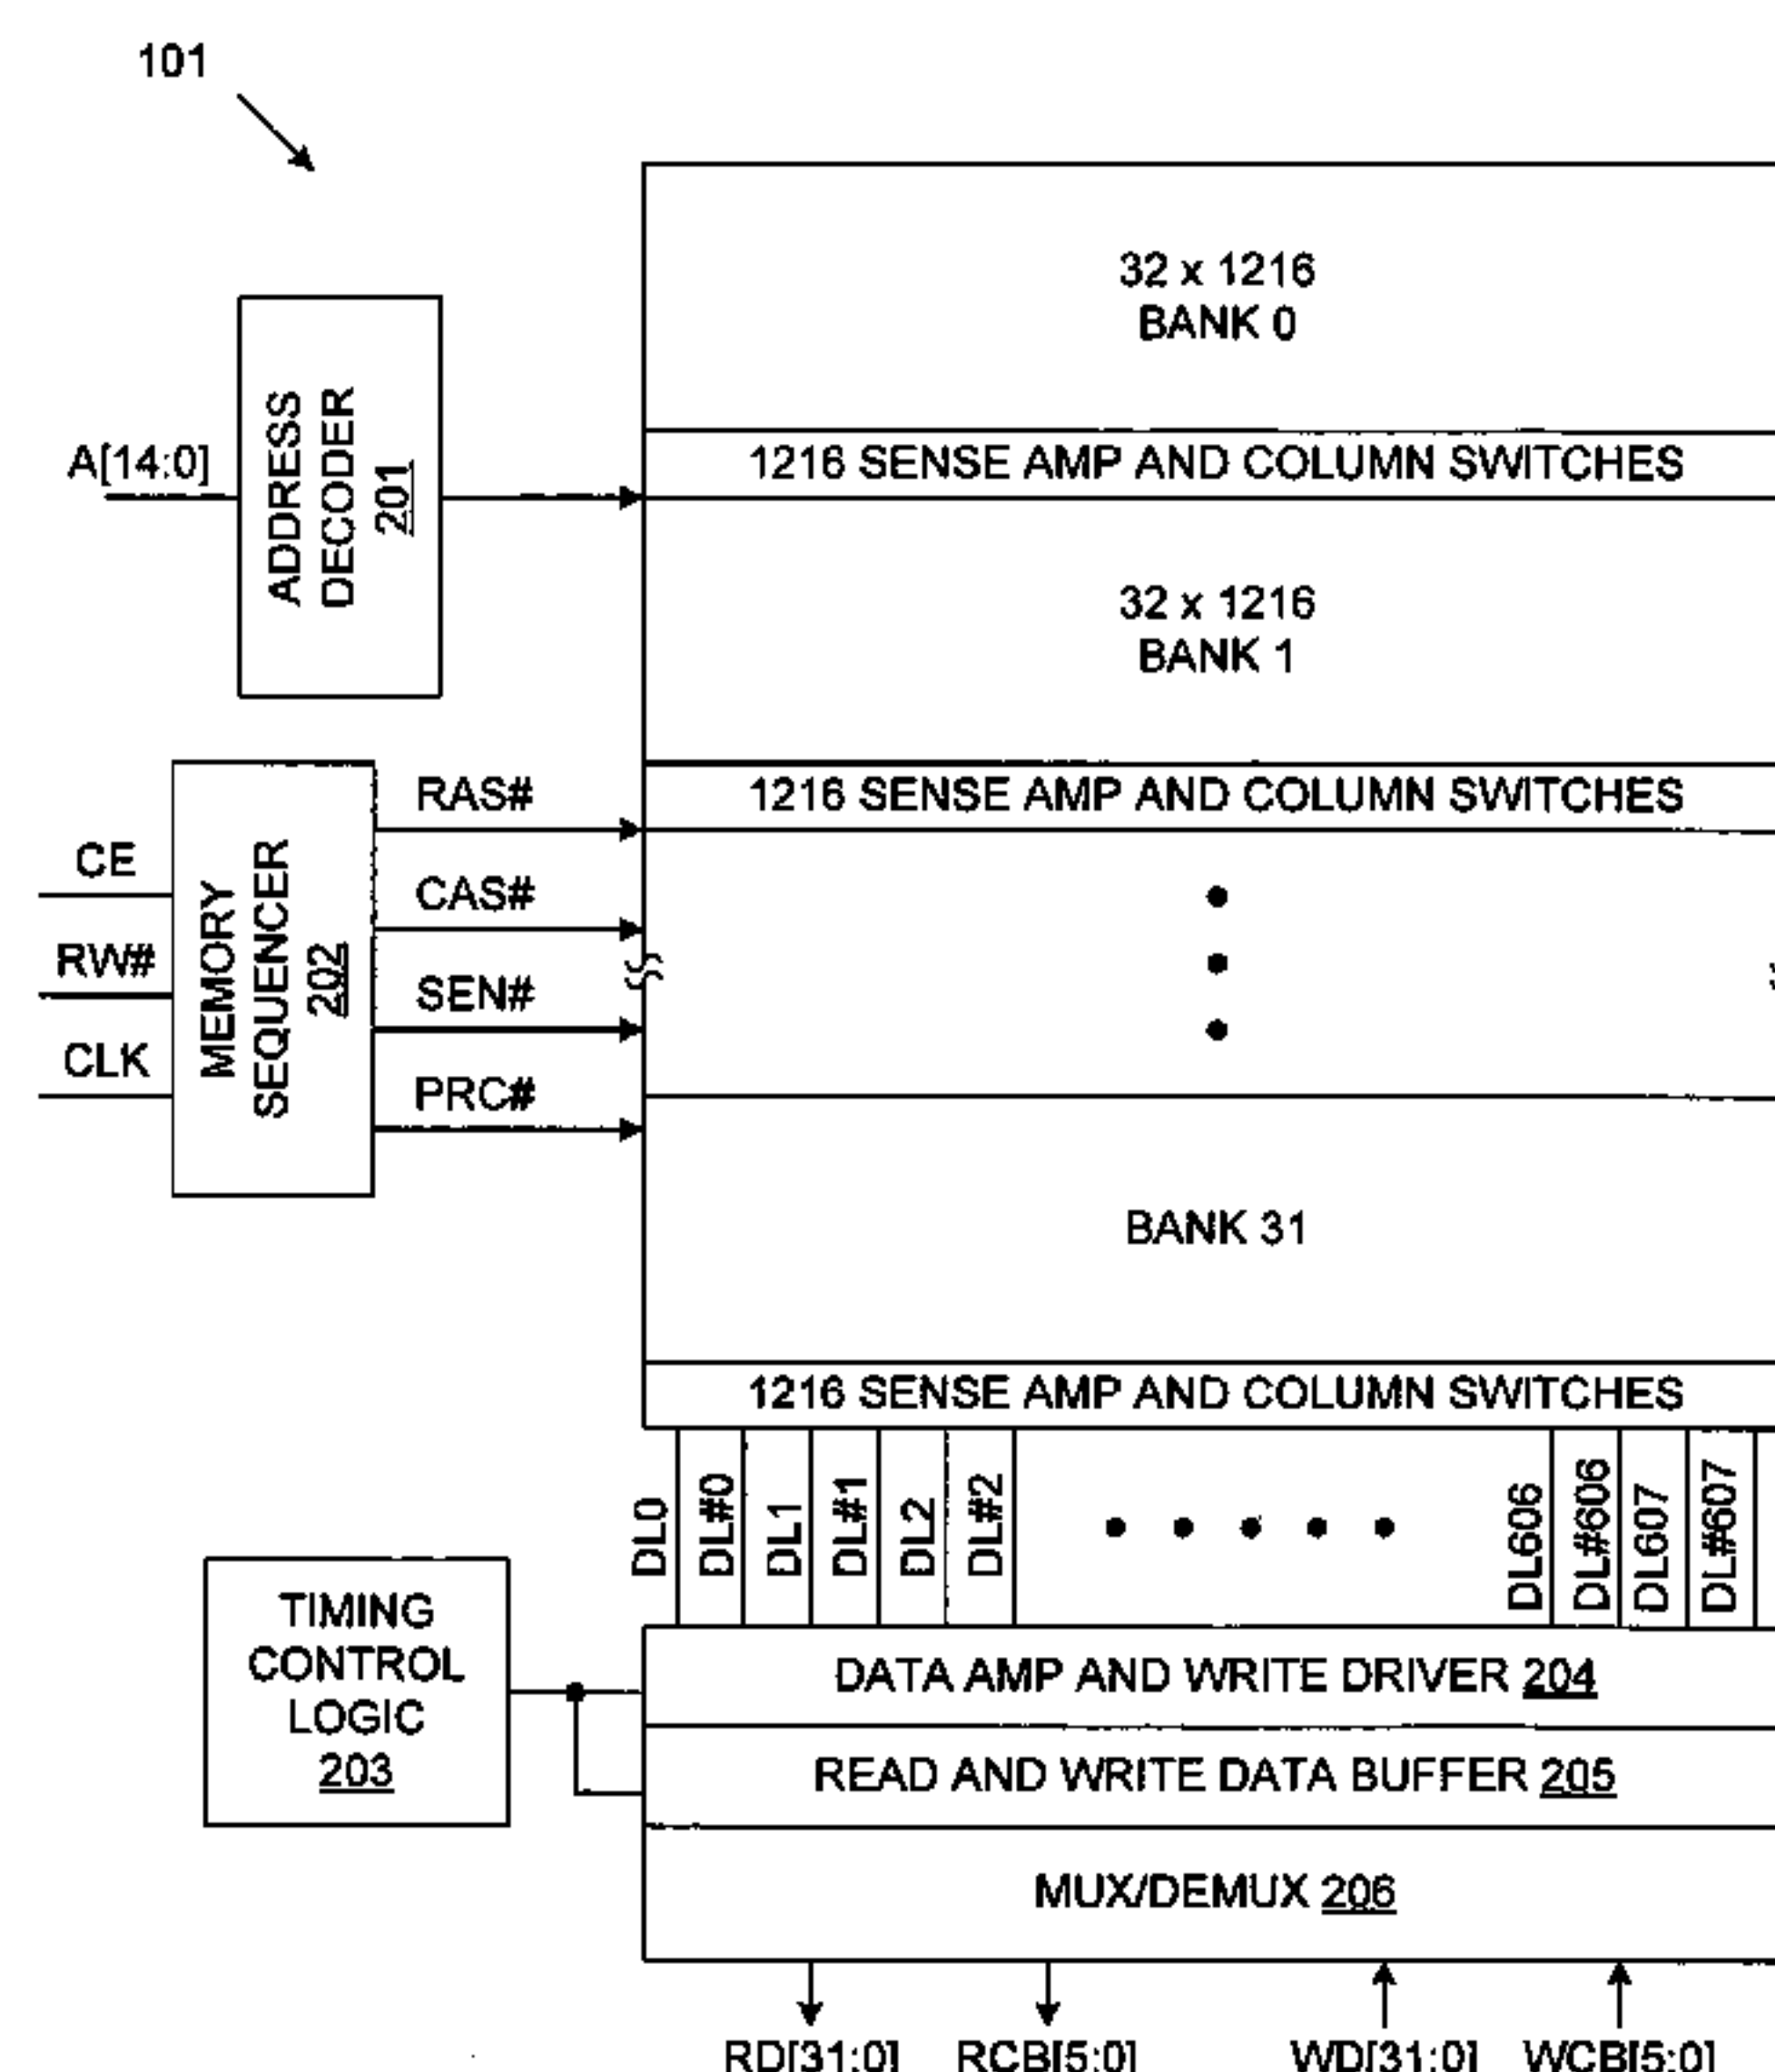 101
32 x 1216
BANK 0
1216 SENSE AMP AND COLUMN SWITCHES
A[14:0]
ADDRESS
DECODER
201
32 x 1216
BANK 1
1216 SENSE AMP AND COLUMN SWITCHES
CE
RW#
CLK
MEMORY
SEQUENCER
202
RAS#
CAS#
SEN#
PRC#
BANK 31
1216 SENSE AMP AND COLUMN SWITCHES
DL0
DL#0
DL1
DL#1
DL2
DL#2
DL606
DL#606
DL607
DL#607
TIMING
CONTROL
LOGIC
203
DATA AMP AND WRITE DRIVER 204
READ AND WRITE DATA BUFFER 205
MUX/DEMUX 206
RD[31:0]
RCB[5:0]
WD[31:0]
WCB[5:0]